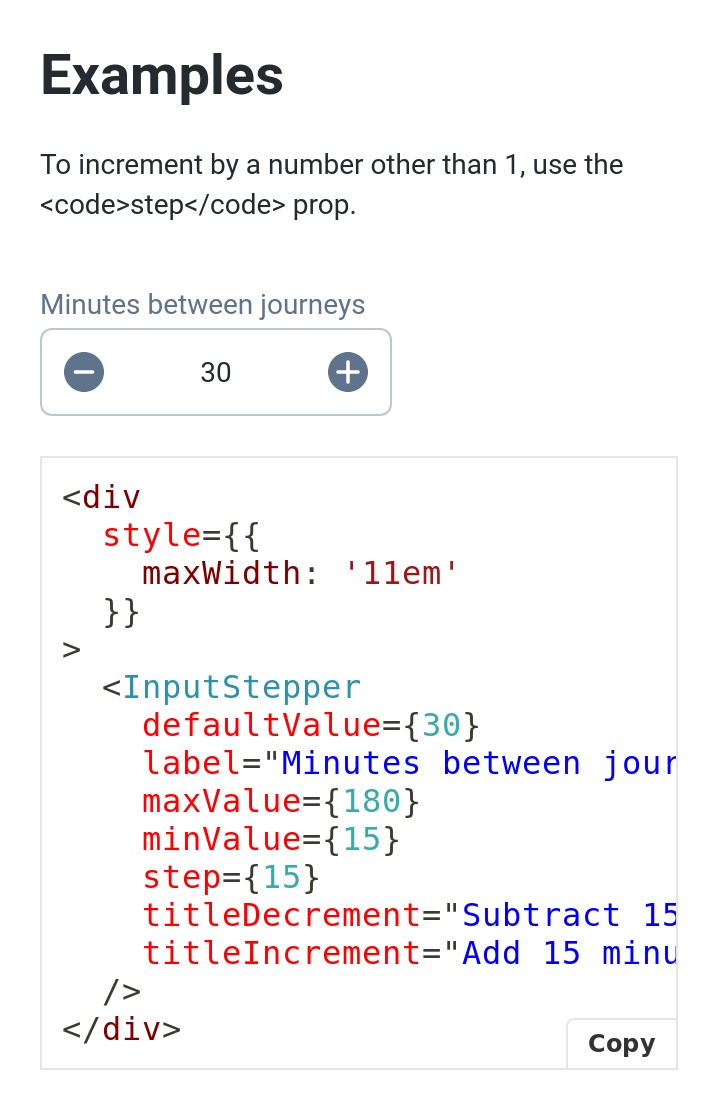 Examples
To increment by a number other than 1, use the
<code>step</code> prop.
Minutes between journeys
30
<div
  style={{
    maxWidth: '11em'
  }}
>
  <InputStepper
    defaultValue={30}
    label="Minutes between jour
    maxValue={180}
    minValue={15}
    step={15}
    titleDecrement="Subtract 15
    titleIncrement="Add 15 minu
  />
</div>
Copy